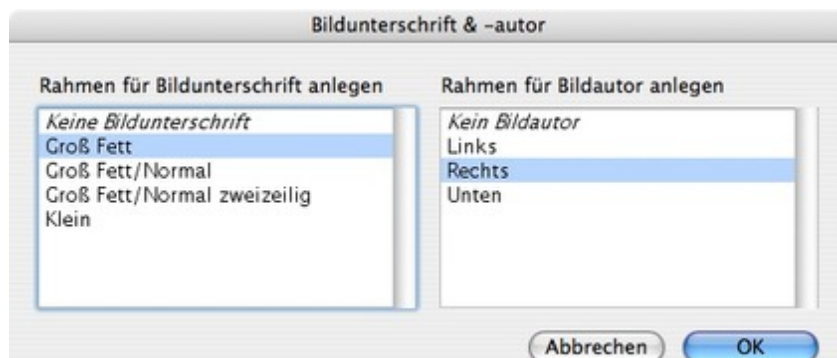 Bildunterschrift & -autor
Rahmen für Bildunterschrift anlegen
Keine Bildunterschrift
Groß Fett
Groß Fett/Normal
Groß Fett/Normal zweizeilig
Klein
Rahmen für Bildautor anlegen
Kein Bildautor
Links
Rechts
Unten
Abbrechen
OK